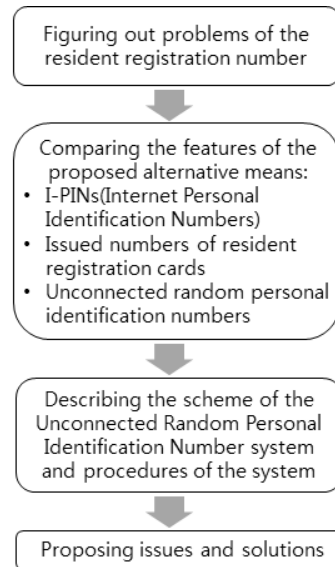 Figuring out problems of the
resident registration number
Comparing the features of the
proposed alternative means:
• I-PINs(Internet Personal
Identification Numbers)
• Issued numbers of resident
registration cards
• Unconnected random personal
identification numbers
Describing the scheme of the
Unconnected Random Personal
Identification Number system
and procedures of the system
Proposing issues and solutions